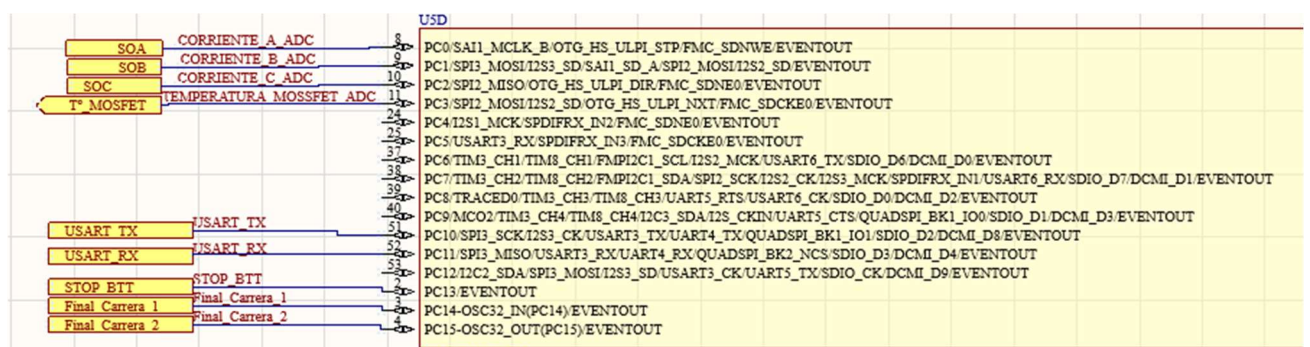 U5D
SOA CORRIENTE_A_ADC 8 PC0/SAI1_MCLK_B/OTG_HS_ULPI_STP/FMC_SDNWE/EVENTOUT
SOB CORRIENTE_B_ADC 9 PC1/SPI3_MOSI/I2S3_SD/SAI1_SD_A/SPI2_MOSI/I2S2_SD/EVENTOUT
SOC CORRIENTE_C_ADC 10 PC2/SPI2_MISO/OTG_HS_ULPI_DIR/FMC_SDNE0/EVENTOUT
Tº_MOSFET TEMPERATURA_MOSSFET_ADC 11 PC3/SPI2_MOSI/I2S2_SD/OTG_HS_ULPI_NXT/FMC_SDCKE0/EVENTOUT
24 PC4/I2S1_MCK/SPDIFRX_IN2/FMC_SDNE0/EVENTOUT
25 PC5/USART3_RX/SPDIFRX_IN3/FMC_SDCKE0/EVENTOUT
37 PC6/TIM3_CH1/TIM8_CH1/FMPI2C1_SCL/I2S2_MCK/USART6_TX/SDIO_D6/DCMI_D0/EVENTOUT
38 PC7/TIM3_CH2/TIM8_CH2/FMPI2C1_SDA/SPI2_SCK/I2S2_CK/I2S3_MCK/SPDIFRX_IN1/USART6_RX/SDIO_D7/DCMI_D1/EVENTOUT
39 PC8/TRACED0/TIM3_CH3/TIM8_CH3/UART5_RTS/USART6_CK/SDIO_D0/DCMI_D2/EVENTOUT
40 PC9/MCO2/TIM3_CH4/TIM8_CH4/I2C3_SDA/I2S_CKIN/UART5_CTS/QUADSPI_BK1_IO0/SDIO_D1/DCMI_D3/EVENTOUT
USART_TX USART_TX 51 PC10/SPI3_SCK/I2S3_CK/USART3_TX/UART4_TX/QUADSPI_BK1_IO1/SDIO_D2/DCMI_D8/EVENTOUT
USART_RX USART_RX 52 PC11/SPI3_MISO/USART3_RX/UART4_RX/QUADSPI_BK2_NCS/SDIO_D3/DCMI_D4/EVENTOUT
53 PC12/I2C2_SDA/SPI3_MOSI/I2S3_SD/USART3_CK/UART5_TX/SDIO_CK/DCMI_D9/EVENTOUT
STOP_BTT STOP_BTT 2 PC13/EVENTOUT
Final_Carrera_1 Final_Carrera_1 3 PC14-OSC32_IN(PC14)/EVENTOUT
Final_Carrera_2 Final_Carrera_2 4 PC15-OSC32_OUT(PC15)/EVENTOUT